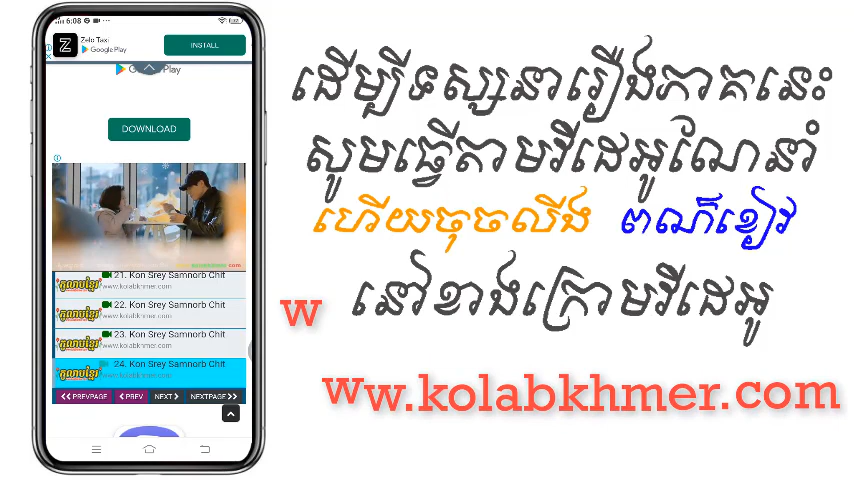 6:08
Zelo Taxi
Google Play
INSTALL
Google Play
DOWNLOAD
21. Kon Srey Samnorb Chit
www.kolabkhmer.com
22. Kon Srey Samnorb Chit
www.kolabkhmer.com
23. Kon Srey Samnorb Chit
www.kolabkhmer.com
24. Kon Srey Samnorb Chit
www.kolabkhmer.com
PREVPAGE PREV NEXT NEXTPAGE
ដើម្បីទស្សនារឿងភាគនេះ
សូមធ្វើតាមវីដេអូណែនាំ
ហើយចុចលីង ពណ៌ខៀវ
នៅខាងក្រោមវីដេអូ
w
ww.kolabkhmer.com